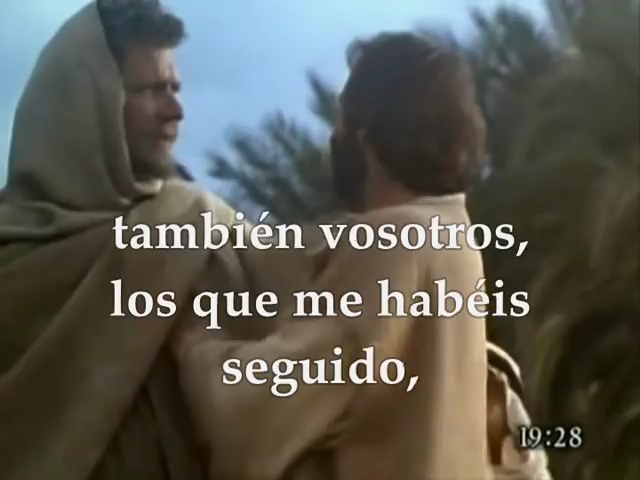 también vosotros,
los que me habéis
seguido,
19:28